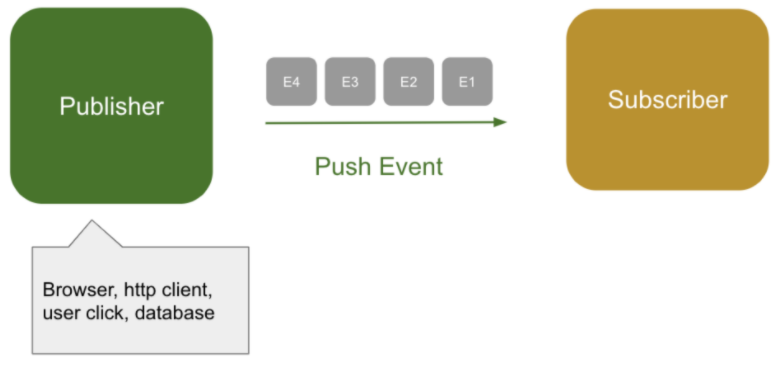 Publisher
E4 E3 E2 E1
Subscriber
Push Event
Browser, http client,
user click, database